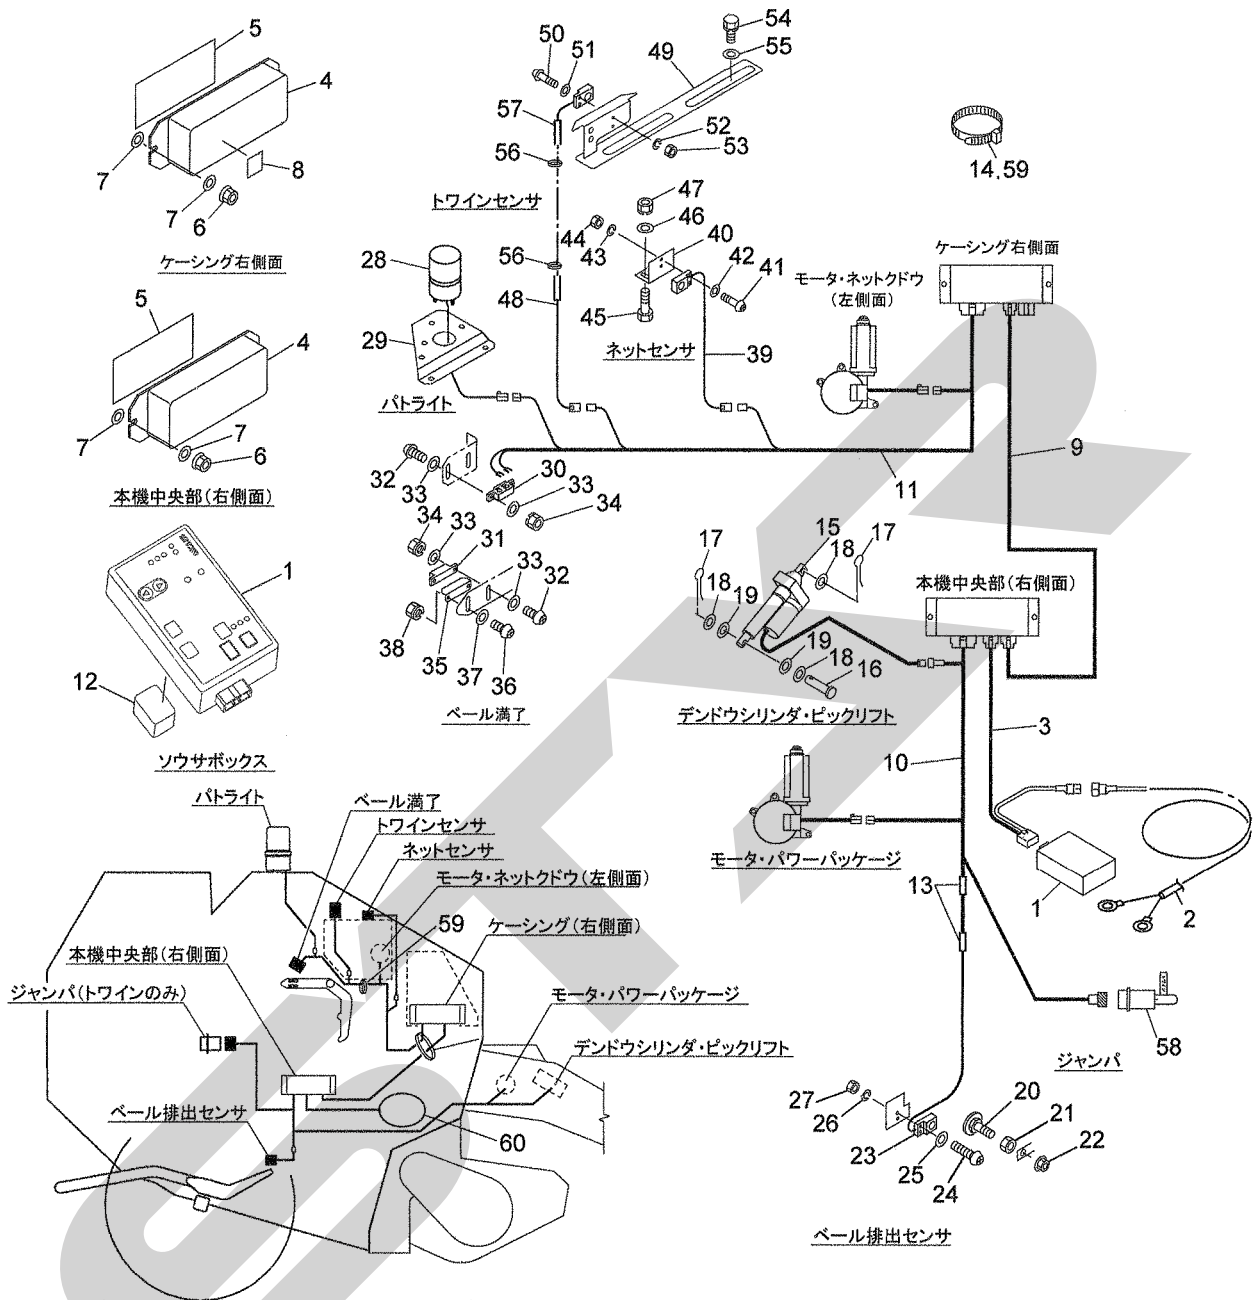 5
4
7
7
6
8
ケーシング右側面
5
4
7
7
6
本機中央部(右側面)
1
12
ソウサボックス
50
51
49
54
55
57
56
52
53
トワインセンサ
47
46
44
43
40
42
41
45
ネットセンサ
39
56
48
28
29
パトライト
14,59
ケーシング右側面
モータ・ネットクドウ
(左側面)
9
11
32
33
30
33
34
34
33
31
33
32
38
35
37
36
ベール満了
17
15
18
17
18
19
19
18
16
デンドウシリンダ・ピックリフト
本機中央部(右側面)
3
10
モータ・パワーパッケージ
13
1
2
58
ジャンパ
27
26
23
25
24
20
21
22
ベール排出センサ
パトライト
ベール満了
トワインセンサ
ネットセンサ
モータ・ネットクドウ(左側面)
59
ケーシング(右側面)
本機中央部(右側面)
ジャンパ(トワインのみ)
モータ・パワーパッケージ
デンドウシリンダ・ピックリフト
ベール排出センサ
60